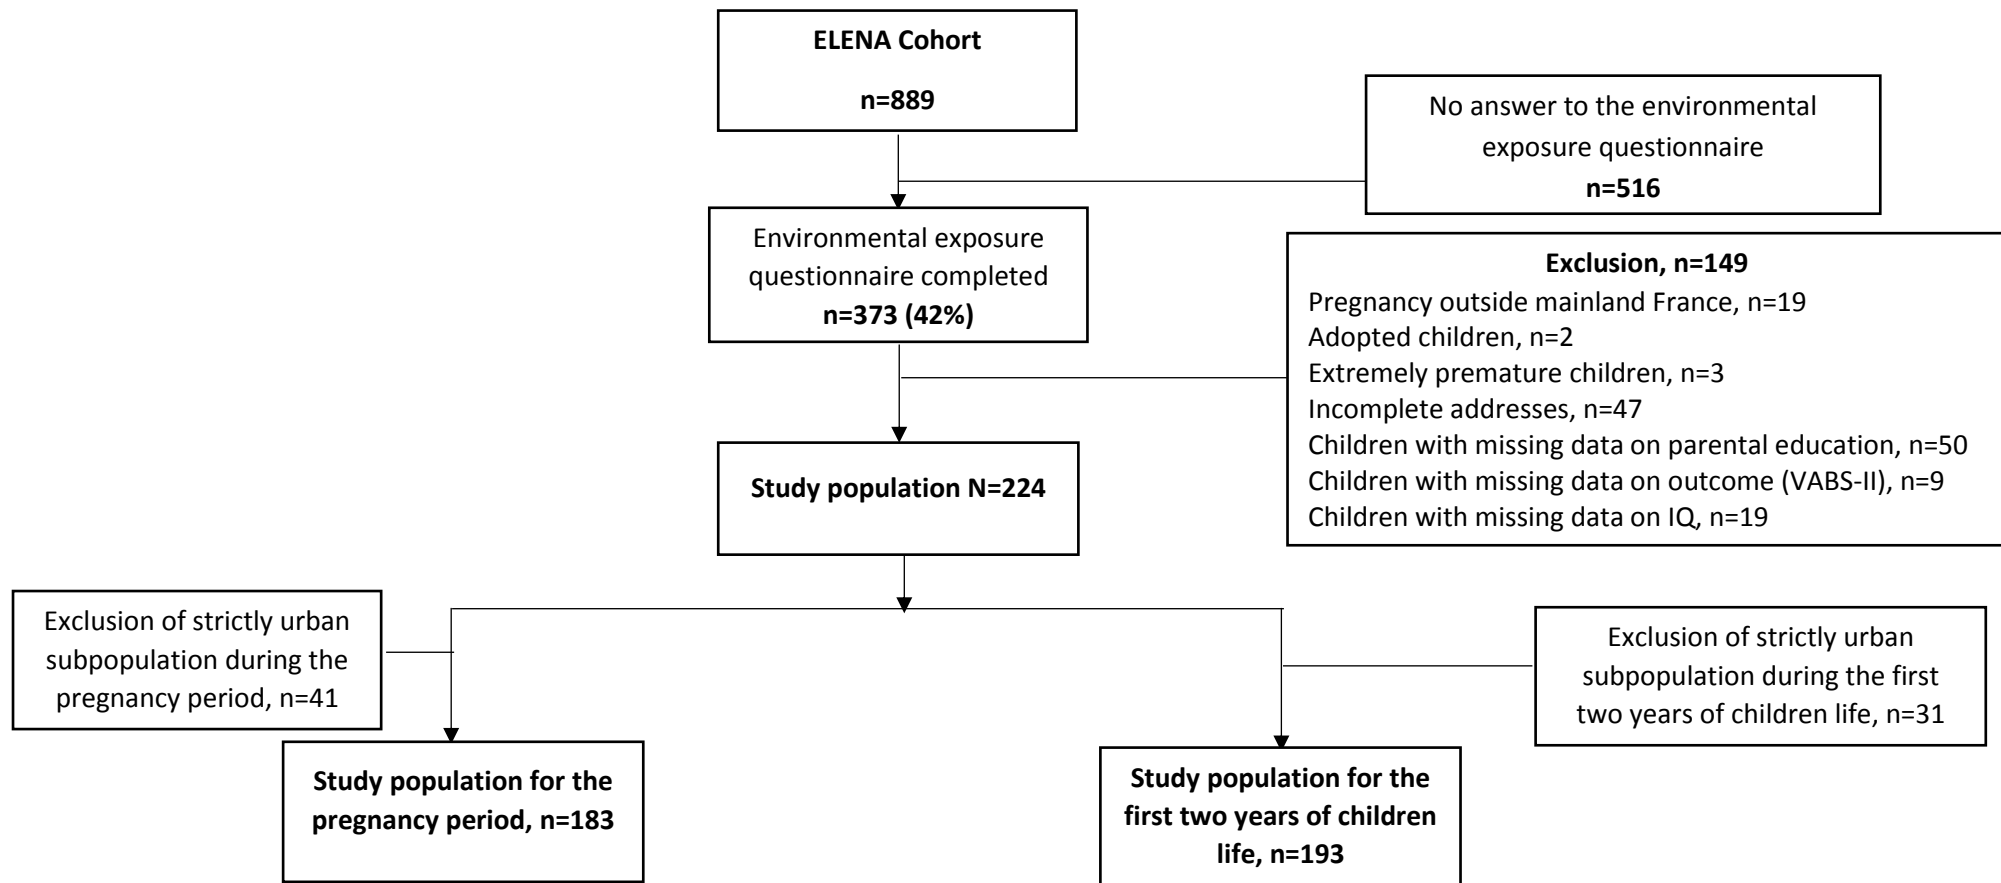 ELENA Cohort
n=889
No answer to the environmental
exposure questionnaire
n=516
Environmental exposure
questionnaire completed
n=373 (42%)
Exclusion, n=149
Pregnancy outside mainland France, n=19
Adopted children, n=2
Extremely premature children, n=3
Incomplete addresses, n=47
Children with missing data on parental education, n=50
Children with missing data on outcome (VABS-II), n=9
Children with missing data on IQ, n=19
Study population N=224
Exclusion of strictly urban
subpopulation during the
pregnancy period, n=41
Exclusion of strictly urban
subpopulation during the first
two years of children life, n=31
Study population for the
pregnancy period, n=183
Study population for the
first two years of children
life, n=193